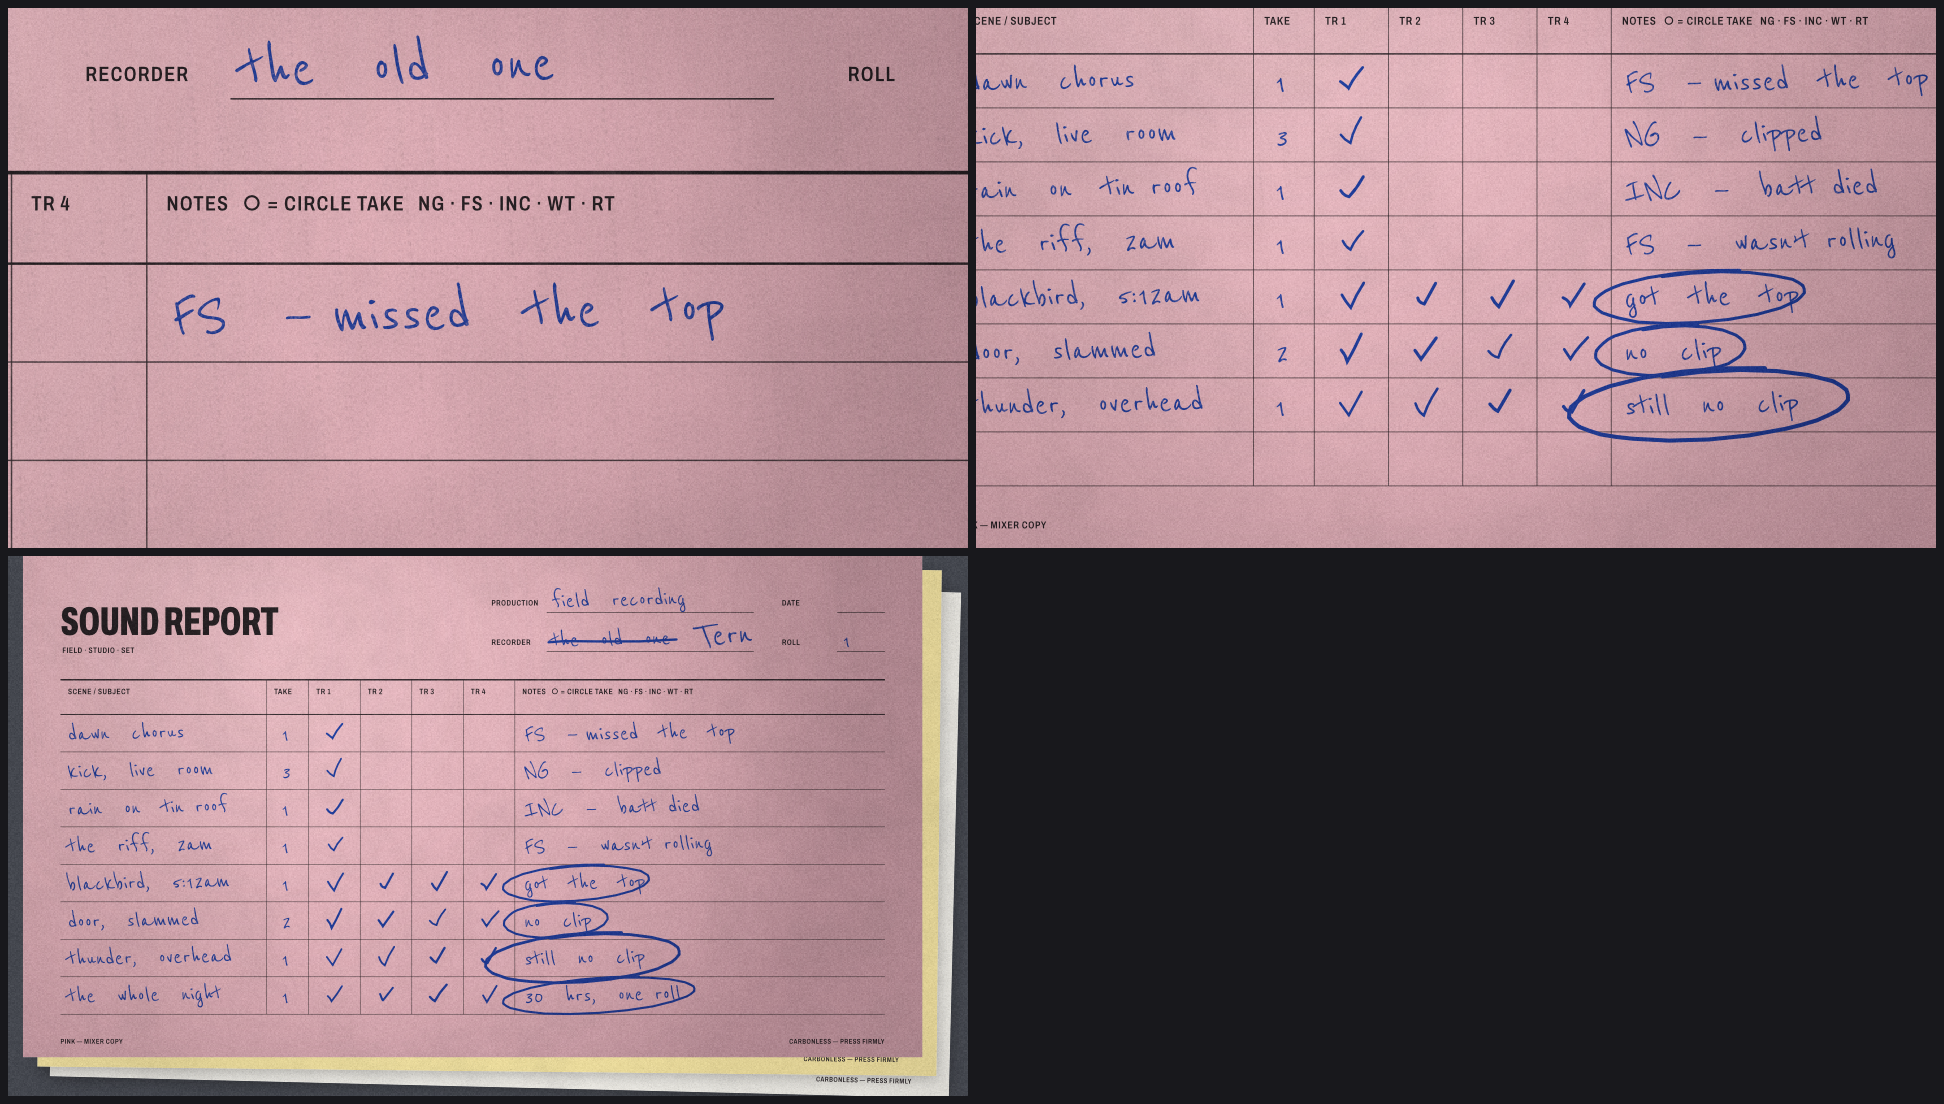 RECORDER the old one ROLL
TR 4 NOTES O = CIRCLE TAKE NG · FS · INC · WT · RT
FS – missed the top
CENE / SUBJECT TAKE TR 1 TR 2 TR 3 TR 4 NOTES O = CIRCLE TAKE NG · FS · INC · WT · RT
dawn chorus 1 ✓ FS – missed the top
kick, live room 3 ✓ NG – clipped
rain on tin roof 1 ✓ INC – batt died
the riff, 2am 1 ✓ FS – wasn't rolling
blackbird, 5:12am 1 ✓ ✓ ✓ ✓ got the top
door, slammed 2 ✓ ✓ ✓ ✓ no clip
thunder, overhead 1 ✓ ✓ ✓ ✓ still no clip
— MIXER COPY
SOUND REPORT
FIELD · STUDIO · SET
PRODUCTION field recording DATE
RECORDER the old one Tern ROLL 1
SCENE / SUBJECT TAKE TR 1 TR 2 TR 3 TR 4 NOTES O = CIRCLE TAKE NG · FS · INC · WT · RT
dawn chorus 1 ✓ FS – missed the top
kick, live room 3 ✓ NG – clipped
rain on tin roof 1 ✓ INC – batt died
the riff, 2am 1 ✓ FS – wasn't rolling
blackbird, 5:12am 1 ✓ ✓ ✓ ✓ got the top
door, slammed 2 ✓ ✓ ✓ ✓ no clip
thunder, overhead 1 ✓ ✓ ✓ ✓ still no clip
the whole night 1 ✓ ✓ ✓ ✓ 30 hrs, one roll
PINK — MIXER COPY CARBONLESS — PRESS FIRMLY
CARBONLESS — PRESS FIRMLY
CARBONLESS — PRESS FIRMLY